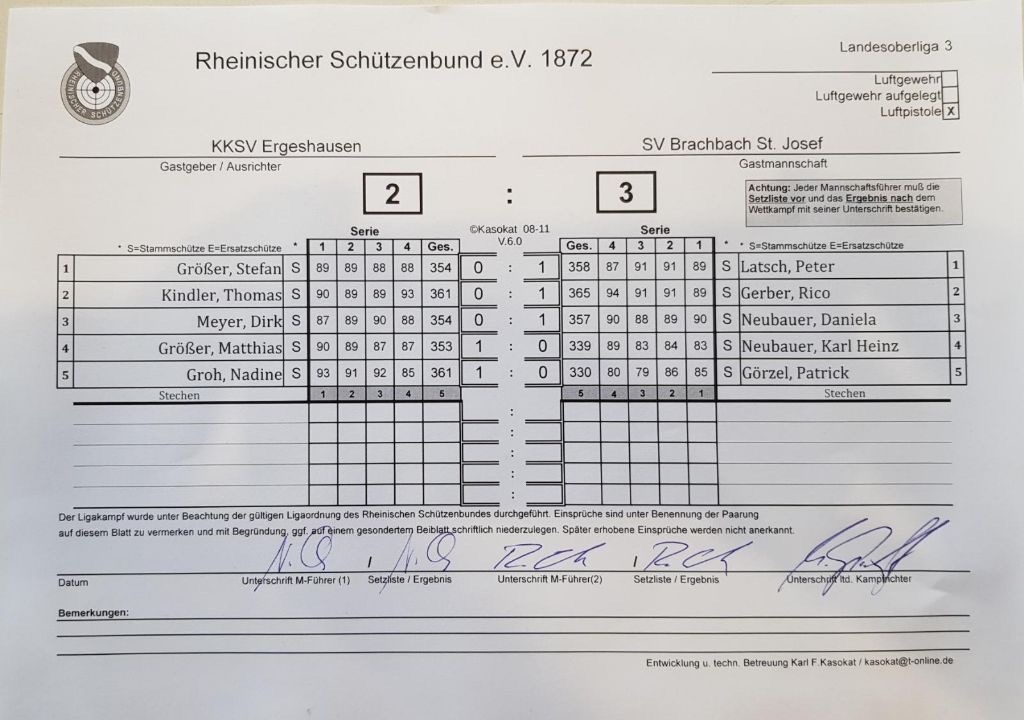 Landesoberliga 3
Rheinischer Schützenbund e.V. 1872
RHEINISCHER SCHÜTZENBUND
Luftgewehr
Luftgewehr aufgelegt
Luftpistole X
KKSV Ergeshausen SV Brachbach St. Josef
Gastgeber / Ausrichter Gastmannschaft
2 : 3
Achtung: Jeder Mannschaftsführer muß die
Setzliste vor und das Ergebnis nach dem
Wettkampf mit seiner Unterschrift bestätigen.
Serie ©Kasokat 08-11 Serie
V.6.0
* S=Stammschütze E=Ersatzschütze * 1 2 3 4 Ges. Ges. 4 3 2 1 * * S=Stammschütze E=Ersatzschütze
1 Größer, Stefan S 89 89 88 88 354 0 : 1 358 87 91 91 89 S Latsch, Peter 1
2 Kindler, Thomas S 90 89 89 93 361 0 : 1 365 94 91 91 89 S Gerber, Rico 2
3 Meyer, Dirk S 87 89 90 88 354 0 : 1 357 90 88 89 90 S Neubauer, Daniela 3
4 Größer, Matthias S 90 89 87 87 353 1 : 0 339 89 83 84 83 S Neubauer, Karl Heinz 4
5 Groh, Nadine S 93 91 92 85 361 1 : 0 330 80 79 86 85 S Görzel, Patrick 5
Stechen 1 2 3 4 5 : 5 4 3 2 1 Stechen
:
:
:
:
Der Ligakampf wurde unter Beachtung der gültigen Ligaordnung des Rheinischen Schützenbundes durchgeführt. Einsprüche sind unter Benennung der Paarung
auf diesem Blatt zu vermerken und mit Begründung, ggf. auf einem gesondertem Beiblatt schriftlich niederzulegen. Später erhobene Einsprüche werden nicht anerkannt.
/ /
Datum Unterschrift M-Führer (1) Setzliste / Ergebnis Unterschrift M-Führer(2) Setzliste / Ergebnis Unterschrift ltd. Kampfrichter
Bemerkungen:
Entwicklung u. techn. Betreuung Karl F.Kasokat / kasokat@t-online.de